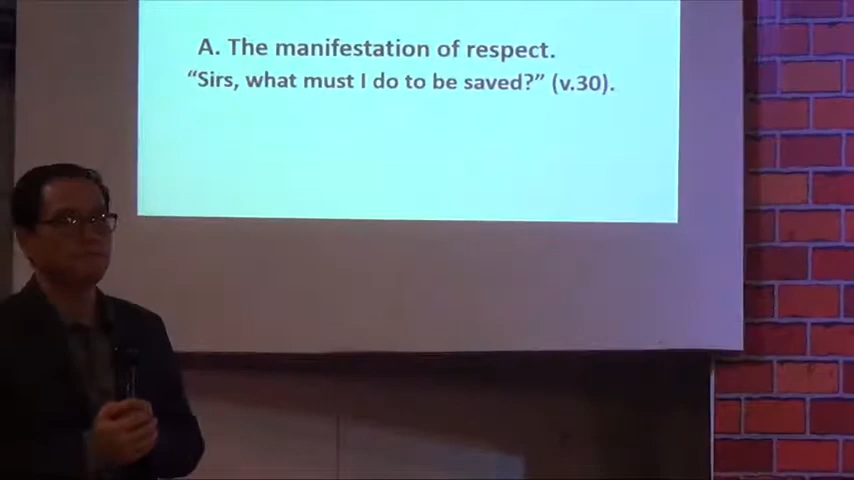 A. The manifestation of respect.
“Sirs, what must I do to be saved?” (v.30).